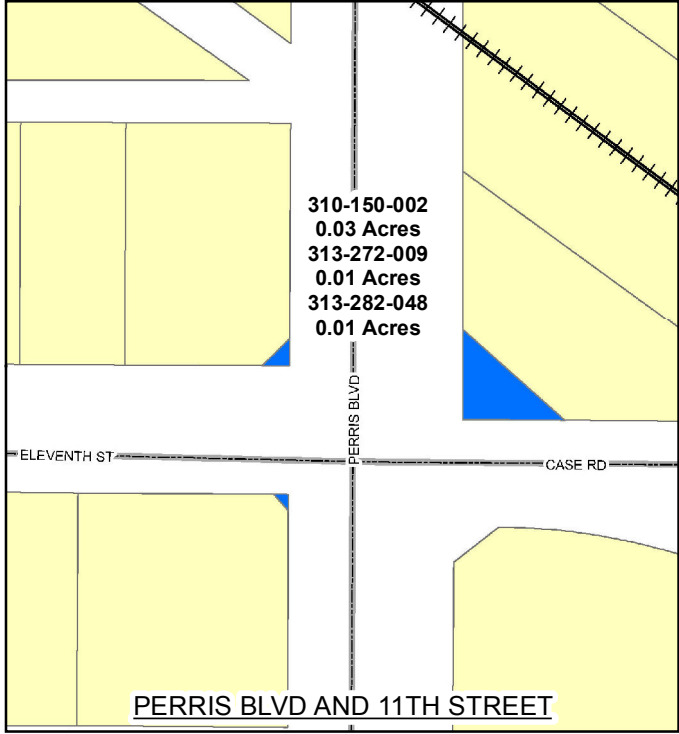 310-150-002
0.03 Acres
313-272-009
0.01 Acres
313-282-048
0.01 Acres
PERRIS BLVD
ELEVENTH ST
CASE RD
PERRIS BLVD AND 11TH STREET